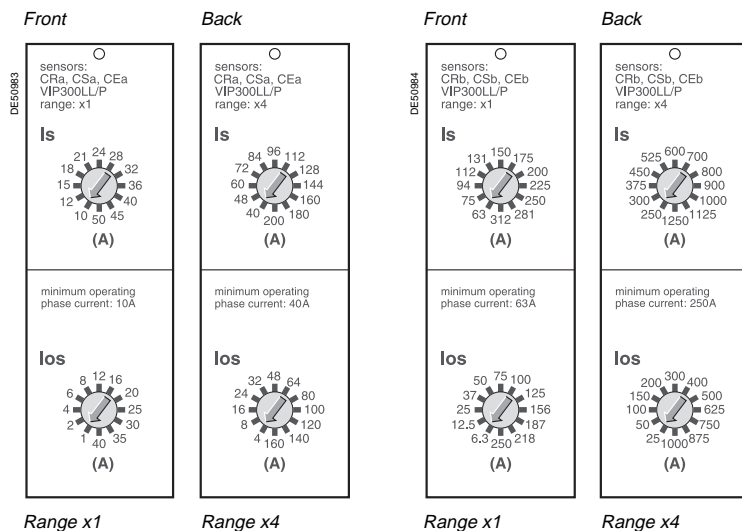 Front
Back
Front
Back
DE50983
sensors:
CRa, CSa, CEa
VIP300LL/P
range: x1
Is
10 12 15 18 21 24 28 32 36 40 45 50
(A)
minimum operating
phase current: 10A
Ios
1 2 4 6 8 12 16 20 25 30 35 40
(A)
sensors:
CRa, CSa, CEa
VIP300LL/P
range: x4
Is
40 48 60 72 84 96 112 128 144 160 180 200
(A)
minimum operating
phase current: 40A
Ios
4 8 16 24 32 48 64 80 100 120 140 160
(A)
DE50984
sensors:
CRb, CSb, CEb
VIP300LL/P
range: x1
Is
63 75 94 112 131 150 175 200 225 250 281 312
(A)
minimum operating
phase current: 63A
Ios
6.3 12.5 25 37 50 75 100 125 156 187 218 250
(A)
sensors:
CRb, CSb, CEb
VIP300LL/P
range: x4
Is
250 300 375 450 525 600 700 800 900 1000 1125 1250
(A)
minimum operating
phase current: 250A
Ios
25 50 100 150 200 300 400 500 625 750 875 1000
(A)
Range x1
Range x4
Range x1
Range x4